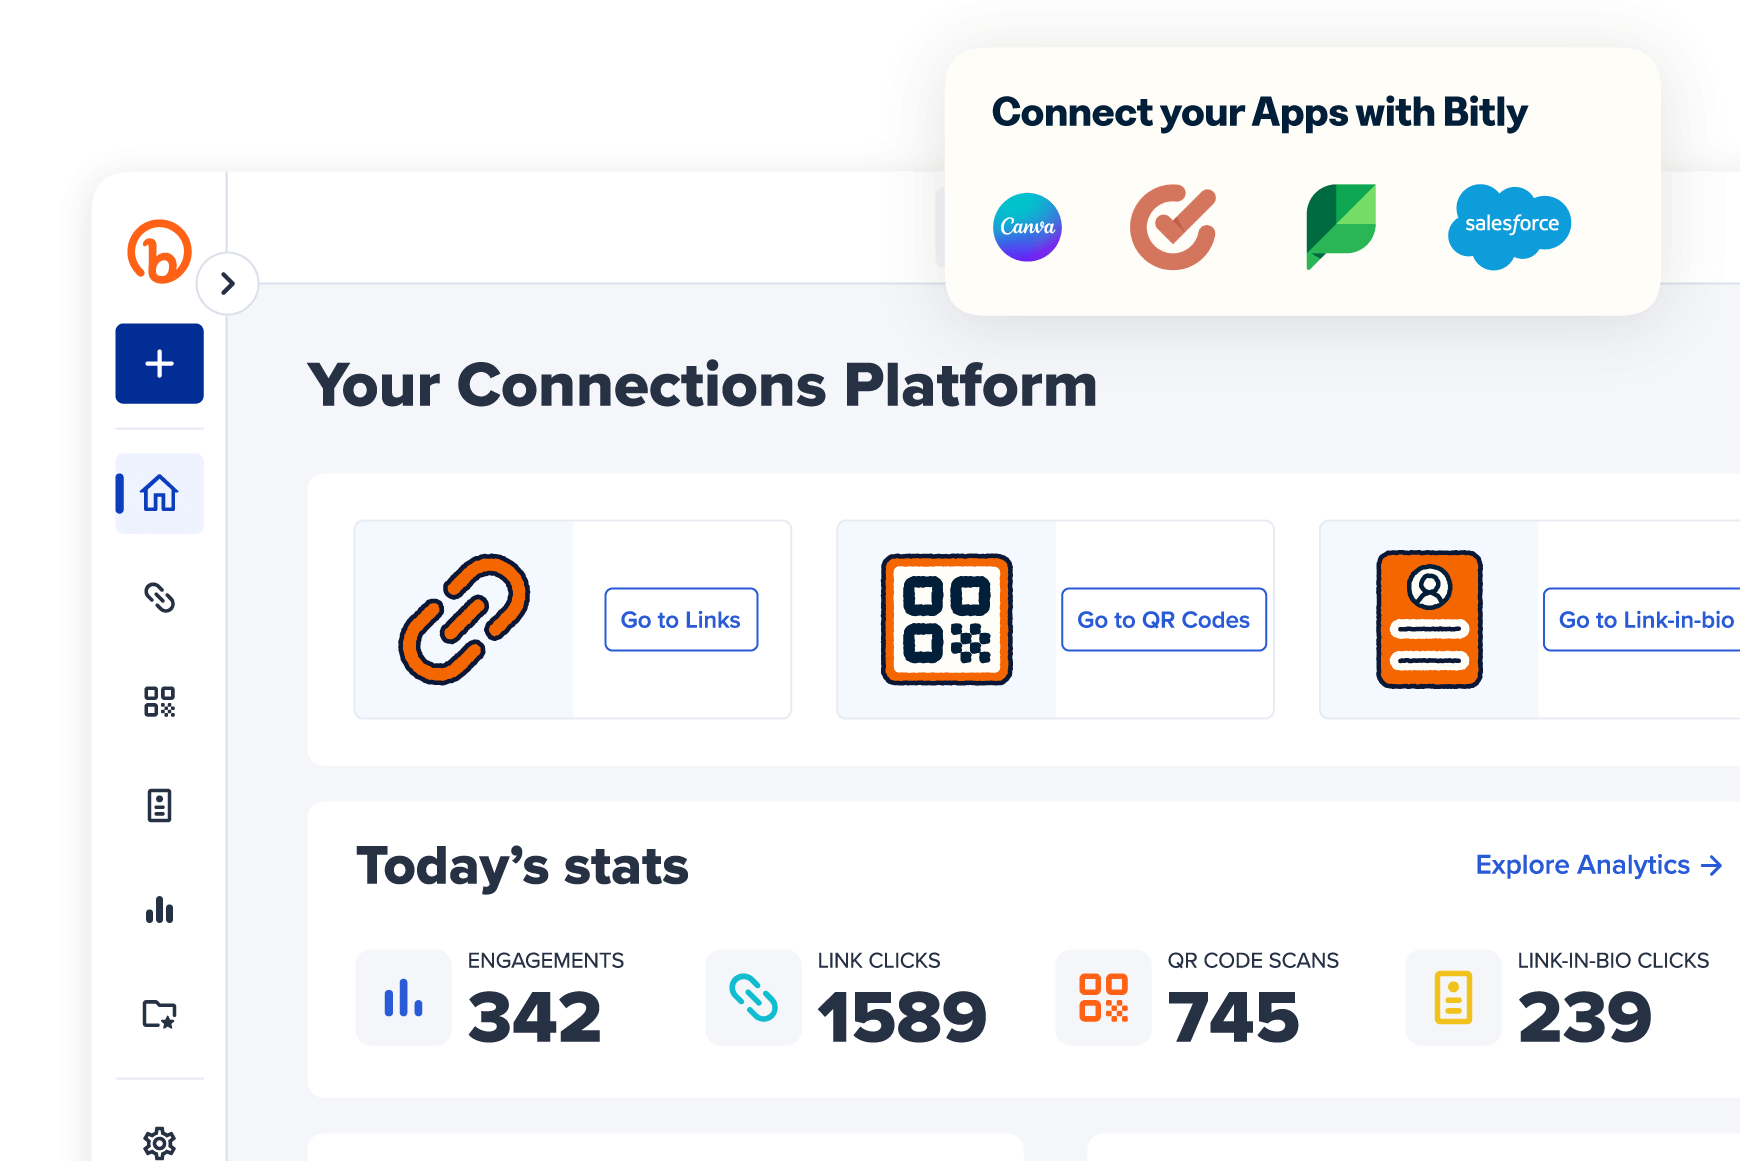 Connect your Apps with Bitly
Canva
salesforce
b
Your Connections Platform
Go to Links
Go to QR Codes
Go to Link-in-bio
Today’s stats
Explore Analytics →
ENGAGEMENTS
342
LINK CLICKS
1589
QR CODE SCANS
745
LINK-IN-BIO CLICKS
239